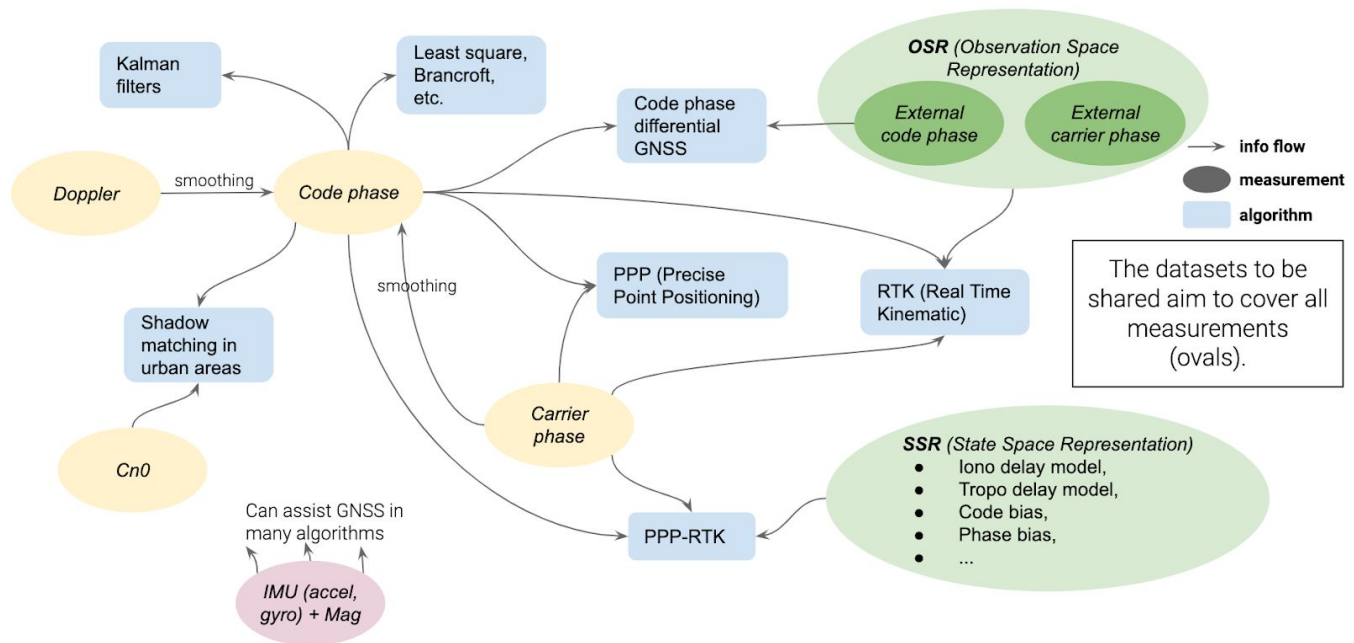 Kalman
filters
Least square,
Brancroft,
etc.
Code phase
differential
GNSS
OSR (Observation Space
Representation)
External
code phase
External
carrier phase
info flow
measurement
algorithm
Doppler
smoothing
Code phase
smoothing
PPP (Precise
Point Positioning)
RTK (Real Time
Kinematic)
The datasets to be
shared aim to cover all
measurements
(ovals).
Shadow
matching in
urban areas
Cn0
Carrier
phase
SSR (State Space Representation)
● Iono delay model,
● Tropo delay model,
● Code bias,
● Phase bias,
● ...
Can assist GNSS in
many algorithms
PPP-RTK
IMU (accel,
gyro) + Mag